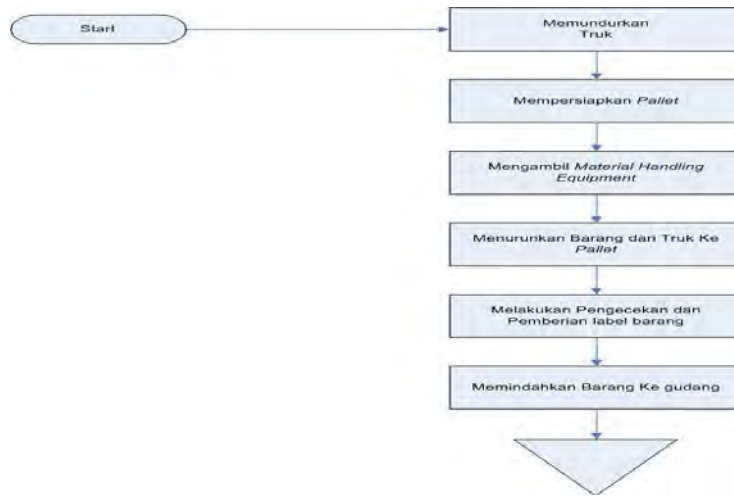 Start
Memundurkan
Truk
Mempersiapkan Pallet
Mengambil Material Handling
Equipment
Menurunkan Barang dari Truk Ke
Pallet
Melakukan Pengecekan dan
Pemberian label barang
Memindahkan Barang Ke gudang